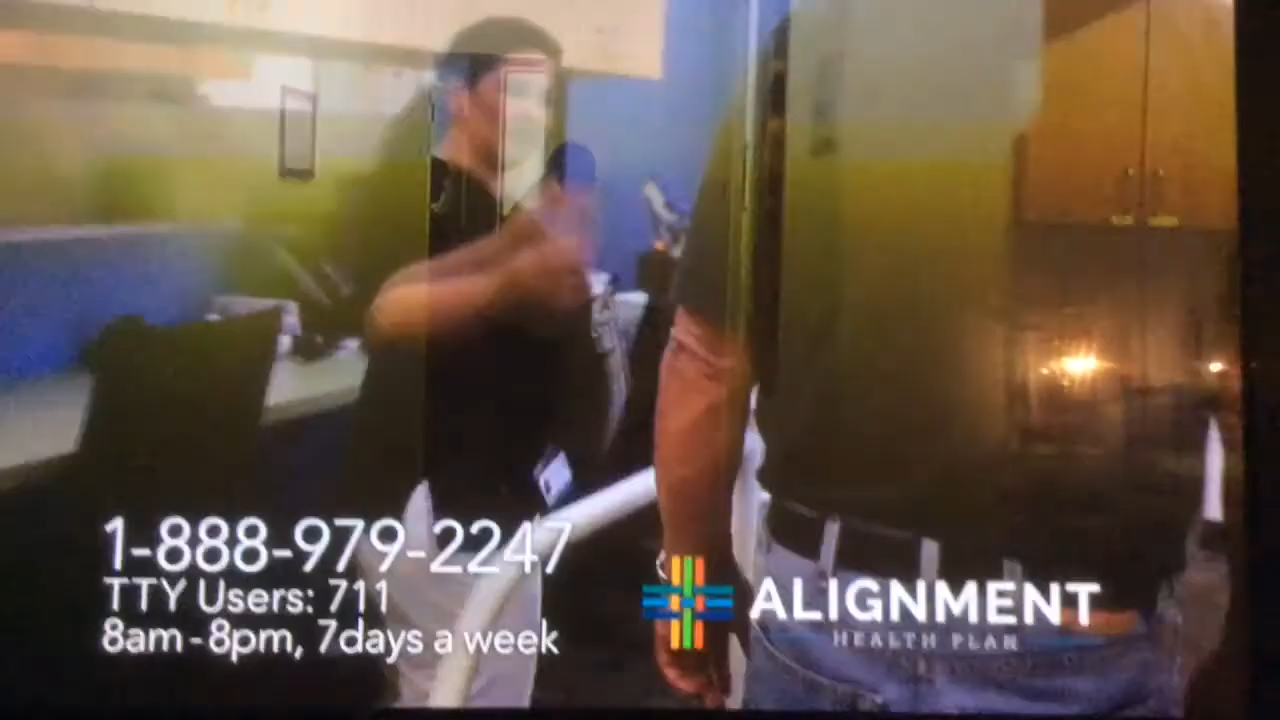 1-888-979-2247
TTY Users: 711
8am-8pm, 7days a week
ALIGNMENT
HEALTH PLAN